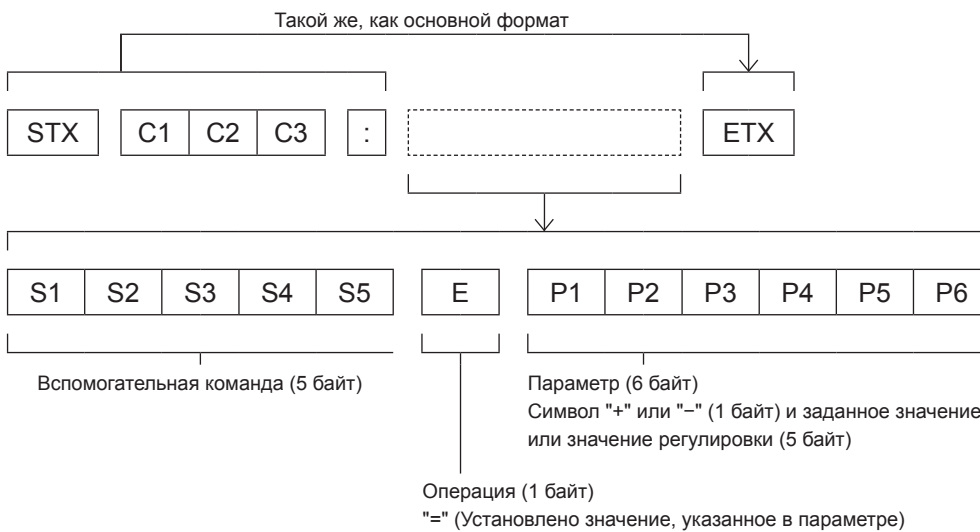 Такой же, как основной формат
STX C1 C2 C3 : ETX
S1 S2 S3 S4 S5 E P1 P2 P3 P4 P5 P6
Вспомогательная команда (5 байт)
Параметр (6 байт)
Символ "+" или "−" (1 байт) и заданное значение
или значение регулировки (5 байт)
Операция (1 байт)
"=" (Установлено значение, указанное в параметре)